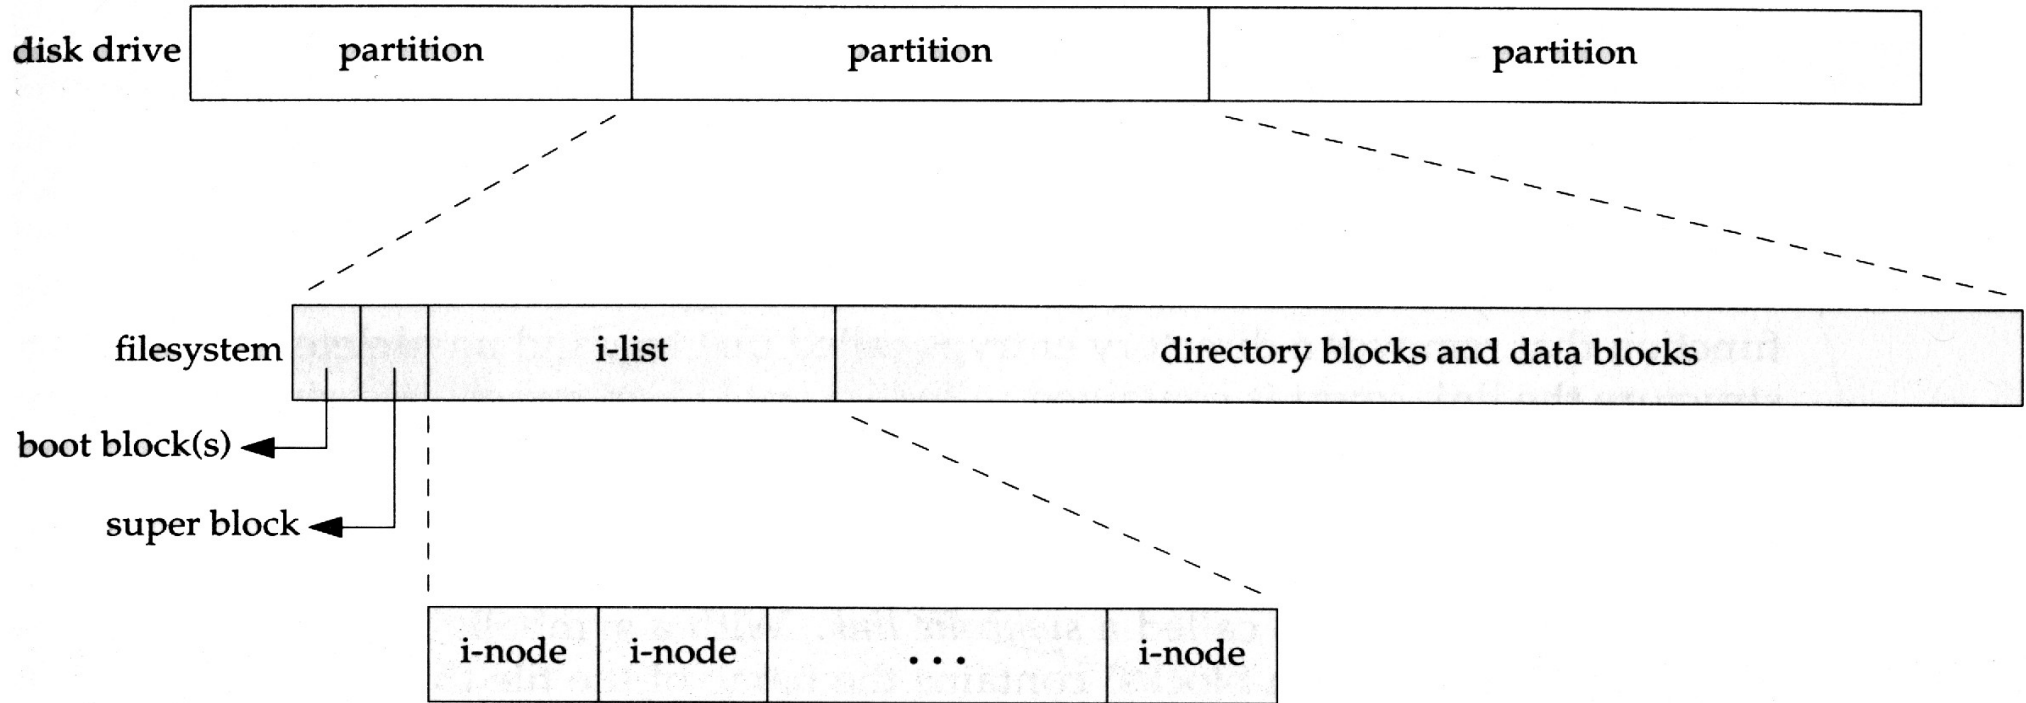 disk drive partition partition partition
filesystem i-list directory blocks and data blocks
boot block(s)
super block
i-node i-node ... i-node